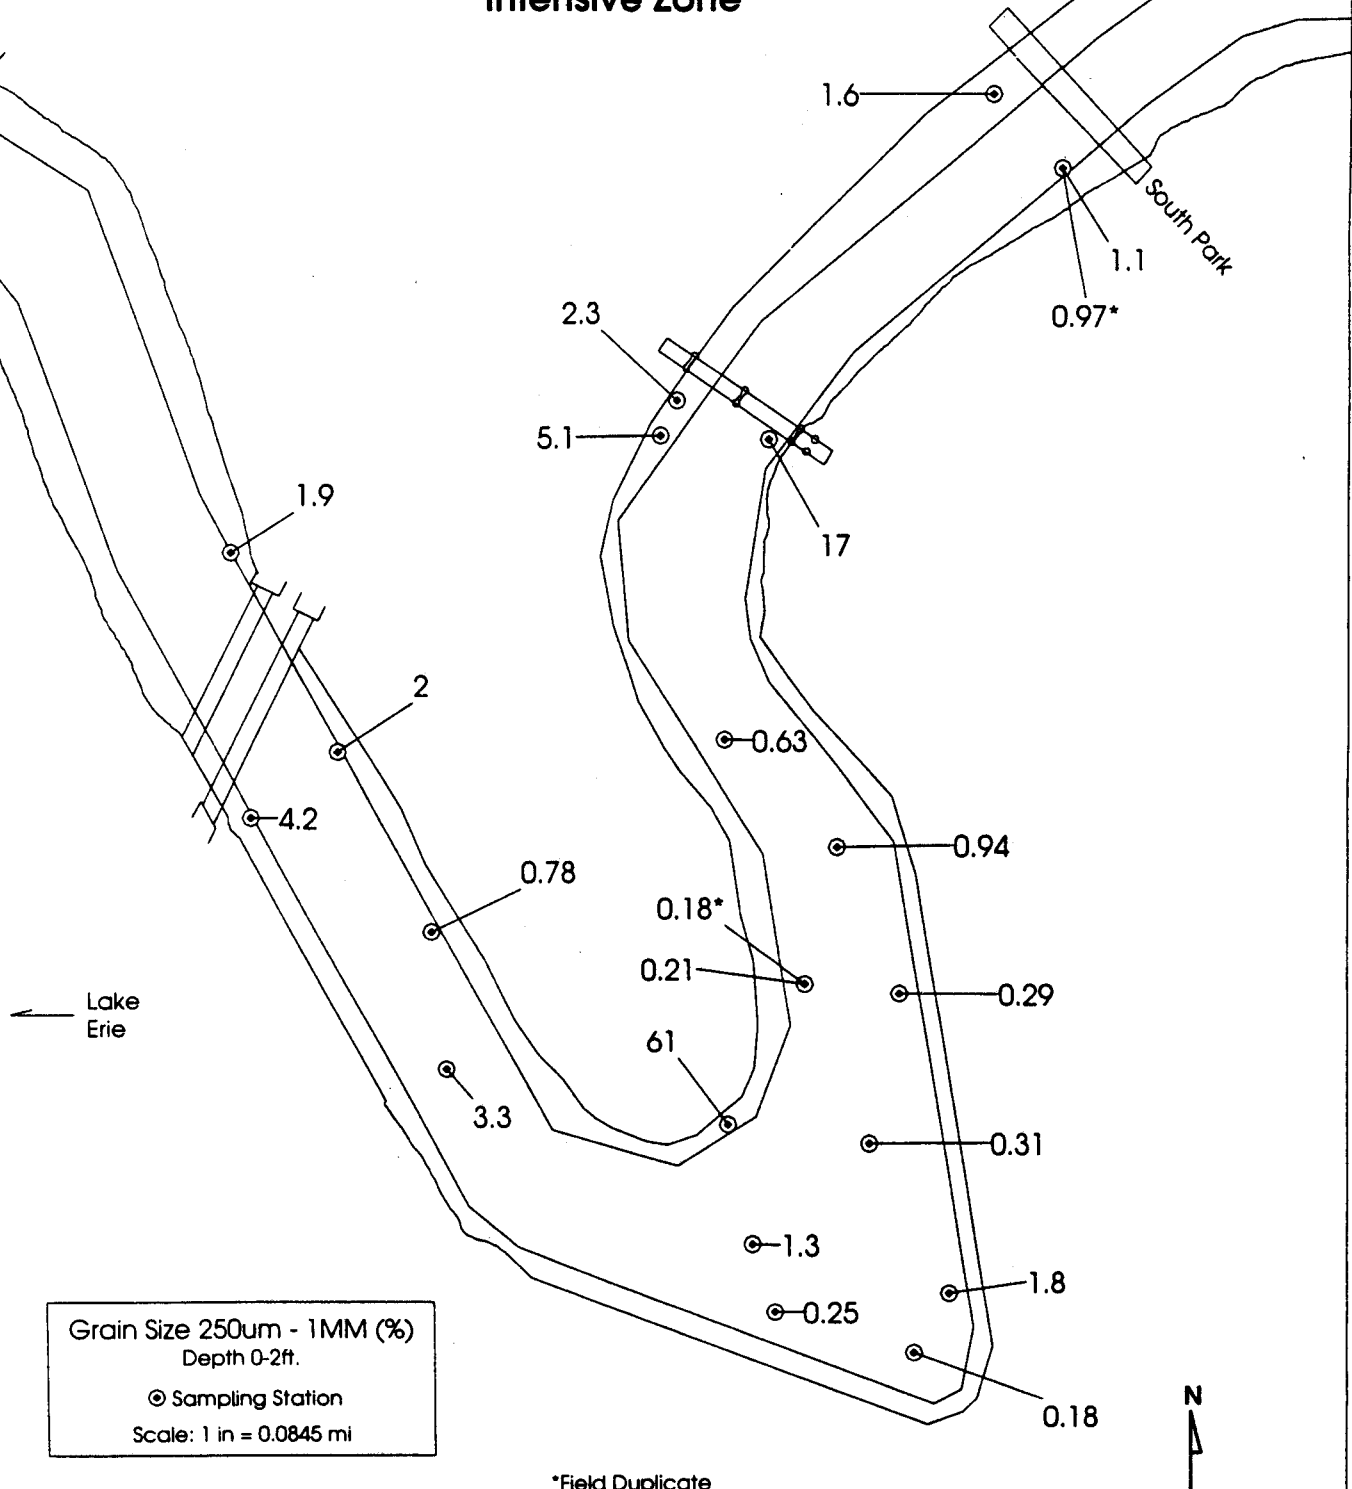 Intensive Zone
1.6
South Park
1.1
0.97*
2.3
5.1
17
1.9
2
0.63
4.2
0.94
0.78
0.18*
0.21
0.29
Lake
Erie
61
3.3
0.31
1.3
1.8
0.25
0.18
Grain Size 250um - 1MM (%)
Depth 0-2ft.
Sampling Station
Scale: 1 in = 0.0845 mi
N
*Field Duplicate